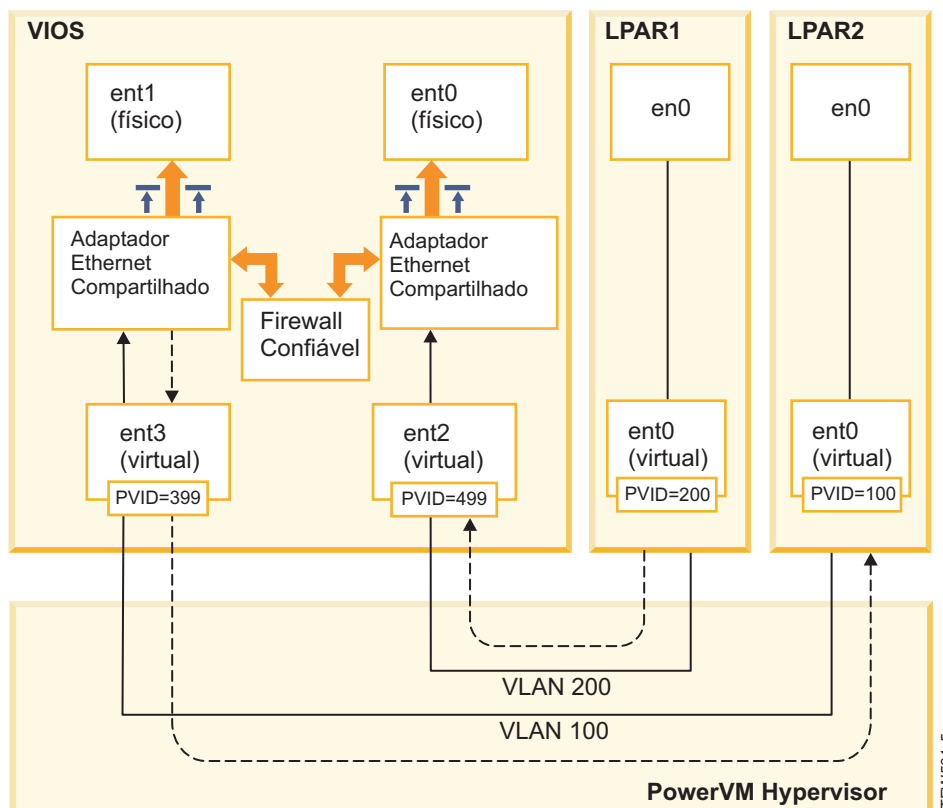 VIOS
LPAR1
LPAR2
ent1
(físico)
ent0
(físico)
en0
en0
Adaptador
Ethernet
Compartilhado
Adaptador
Ethernet
Compartilhado
Firewall
Confiável
ent3
(virtual)
PVID=399
ent2
(virtual)
PVID=499
ent0
(virtual)
PVID=200
ent0
(virtual)
PVID=100
VLAN 200
VLAN 100
PowerVM Hypervisor